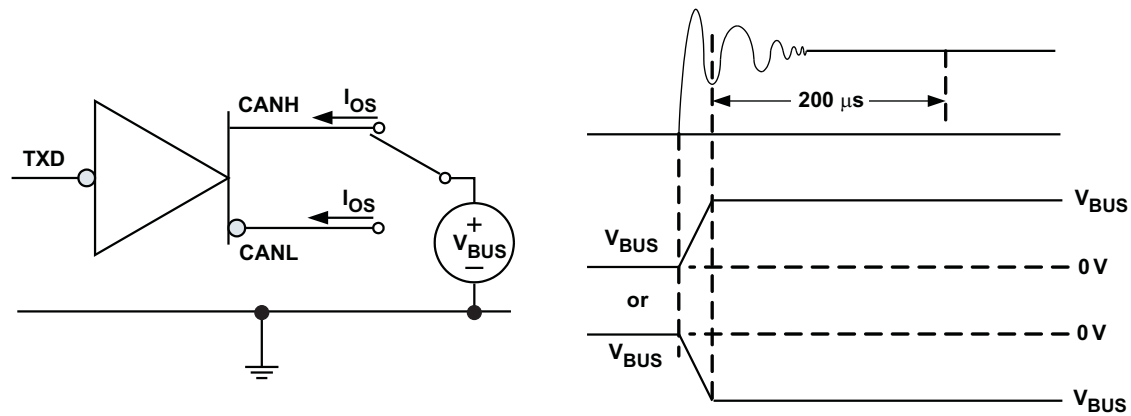 CANH
I_OS
TXD
I_OS
CANL
+
V_BUS
−
200 μs
V_BUS
V_BUS
0 V
or
0 V
V_BUS
V_BUS